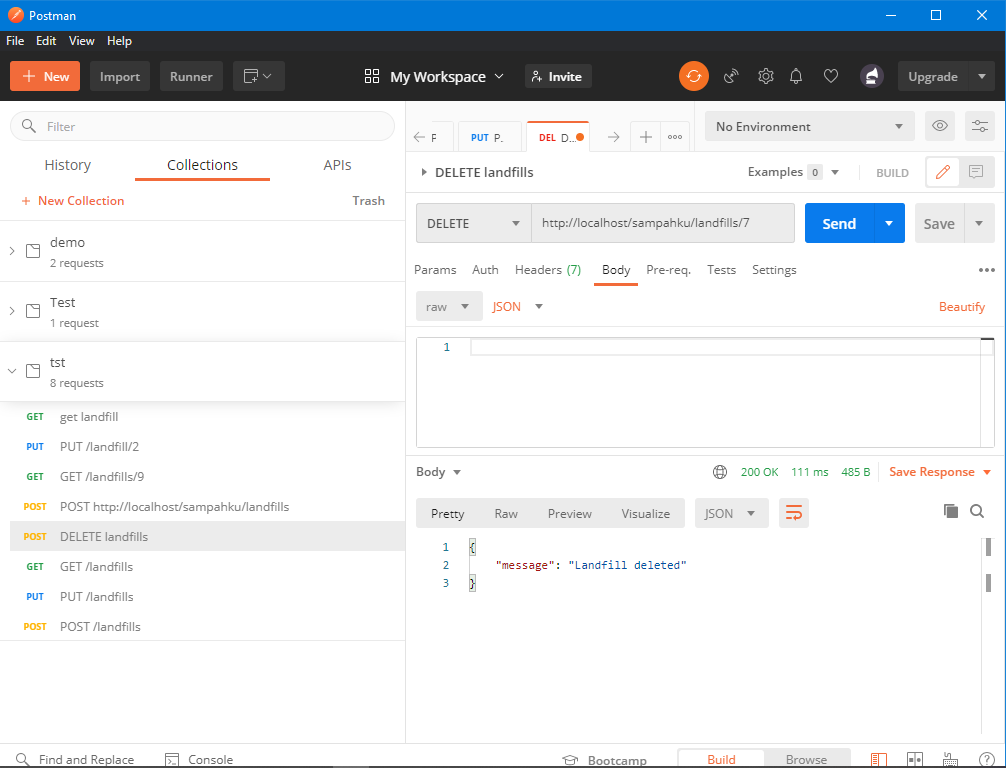 Postman
File Edit View Help
+ New Import Runner My Workspace Invite Upgrade
Filter
History Collections APIs
+ New Collection Trash
demo
2 requests
Test
1 request
tst
8 requests
GET get landfill
PUT PUT /landfill/2
GET GET /landfills/9
POST POST http://localhost/sampahku/landfills
POST DELETE landfills
GET GET /landfills
PUT PUT /landfills
POST POST /landfills
F PUT P. DEL D... No Environment
DELETE landfills Examples 0 BUILD
DELETE http://localhost/sampahku/landfills/7 Send Save
Params Auth Headers (7) Body Pre-req. Tests Settings
raw JSON Beautify
1
Body 200 OK 111 ms 485 B Save Response
Pretty Raw Preview Visualize JSON
1 {
2 "message": "Landfill deleted"
3 }
Find and Replace Console Bootcamp Build Browse